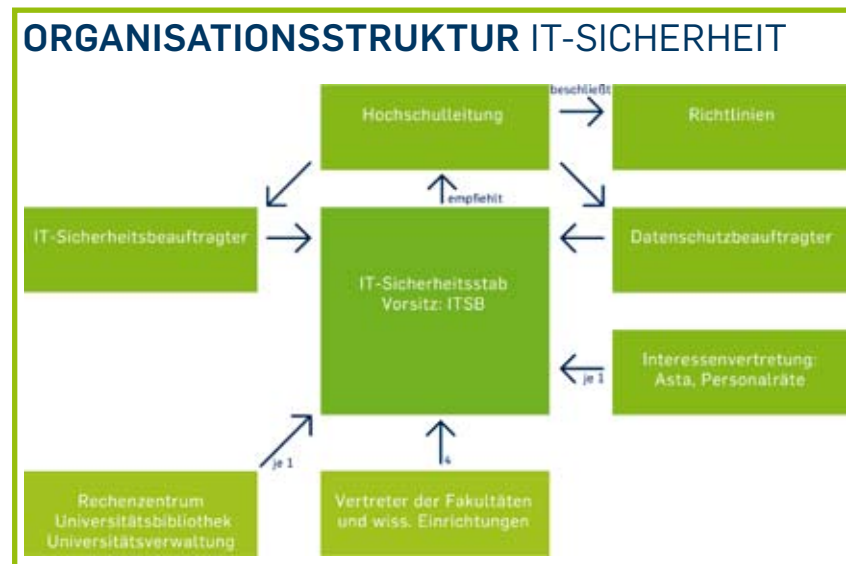 ORGANISATIONSSTRUKTUR IT-SICHERHEIT
Hochschulleitung
beschließt
Richtlinien
empfiehlt
IT-Sicherheitsbeauftragter
Datenschutzbeauftragter
IT-Sicherheitsstab
Vorsitz: ITSB
Interessenvertretung:
Asta, Personalräte
je 1
je 1
4
Rechenzentrum
Universitätsbibliothek
Universitätsverwaltung
Vertreter der Fakultäten
und wiss. Einrichtungen